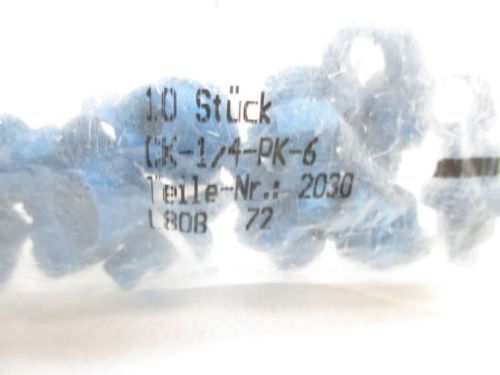 10 Stück
CK-1/4-PK-6
Teile-Nr.: 2030
L808 72